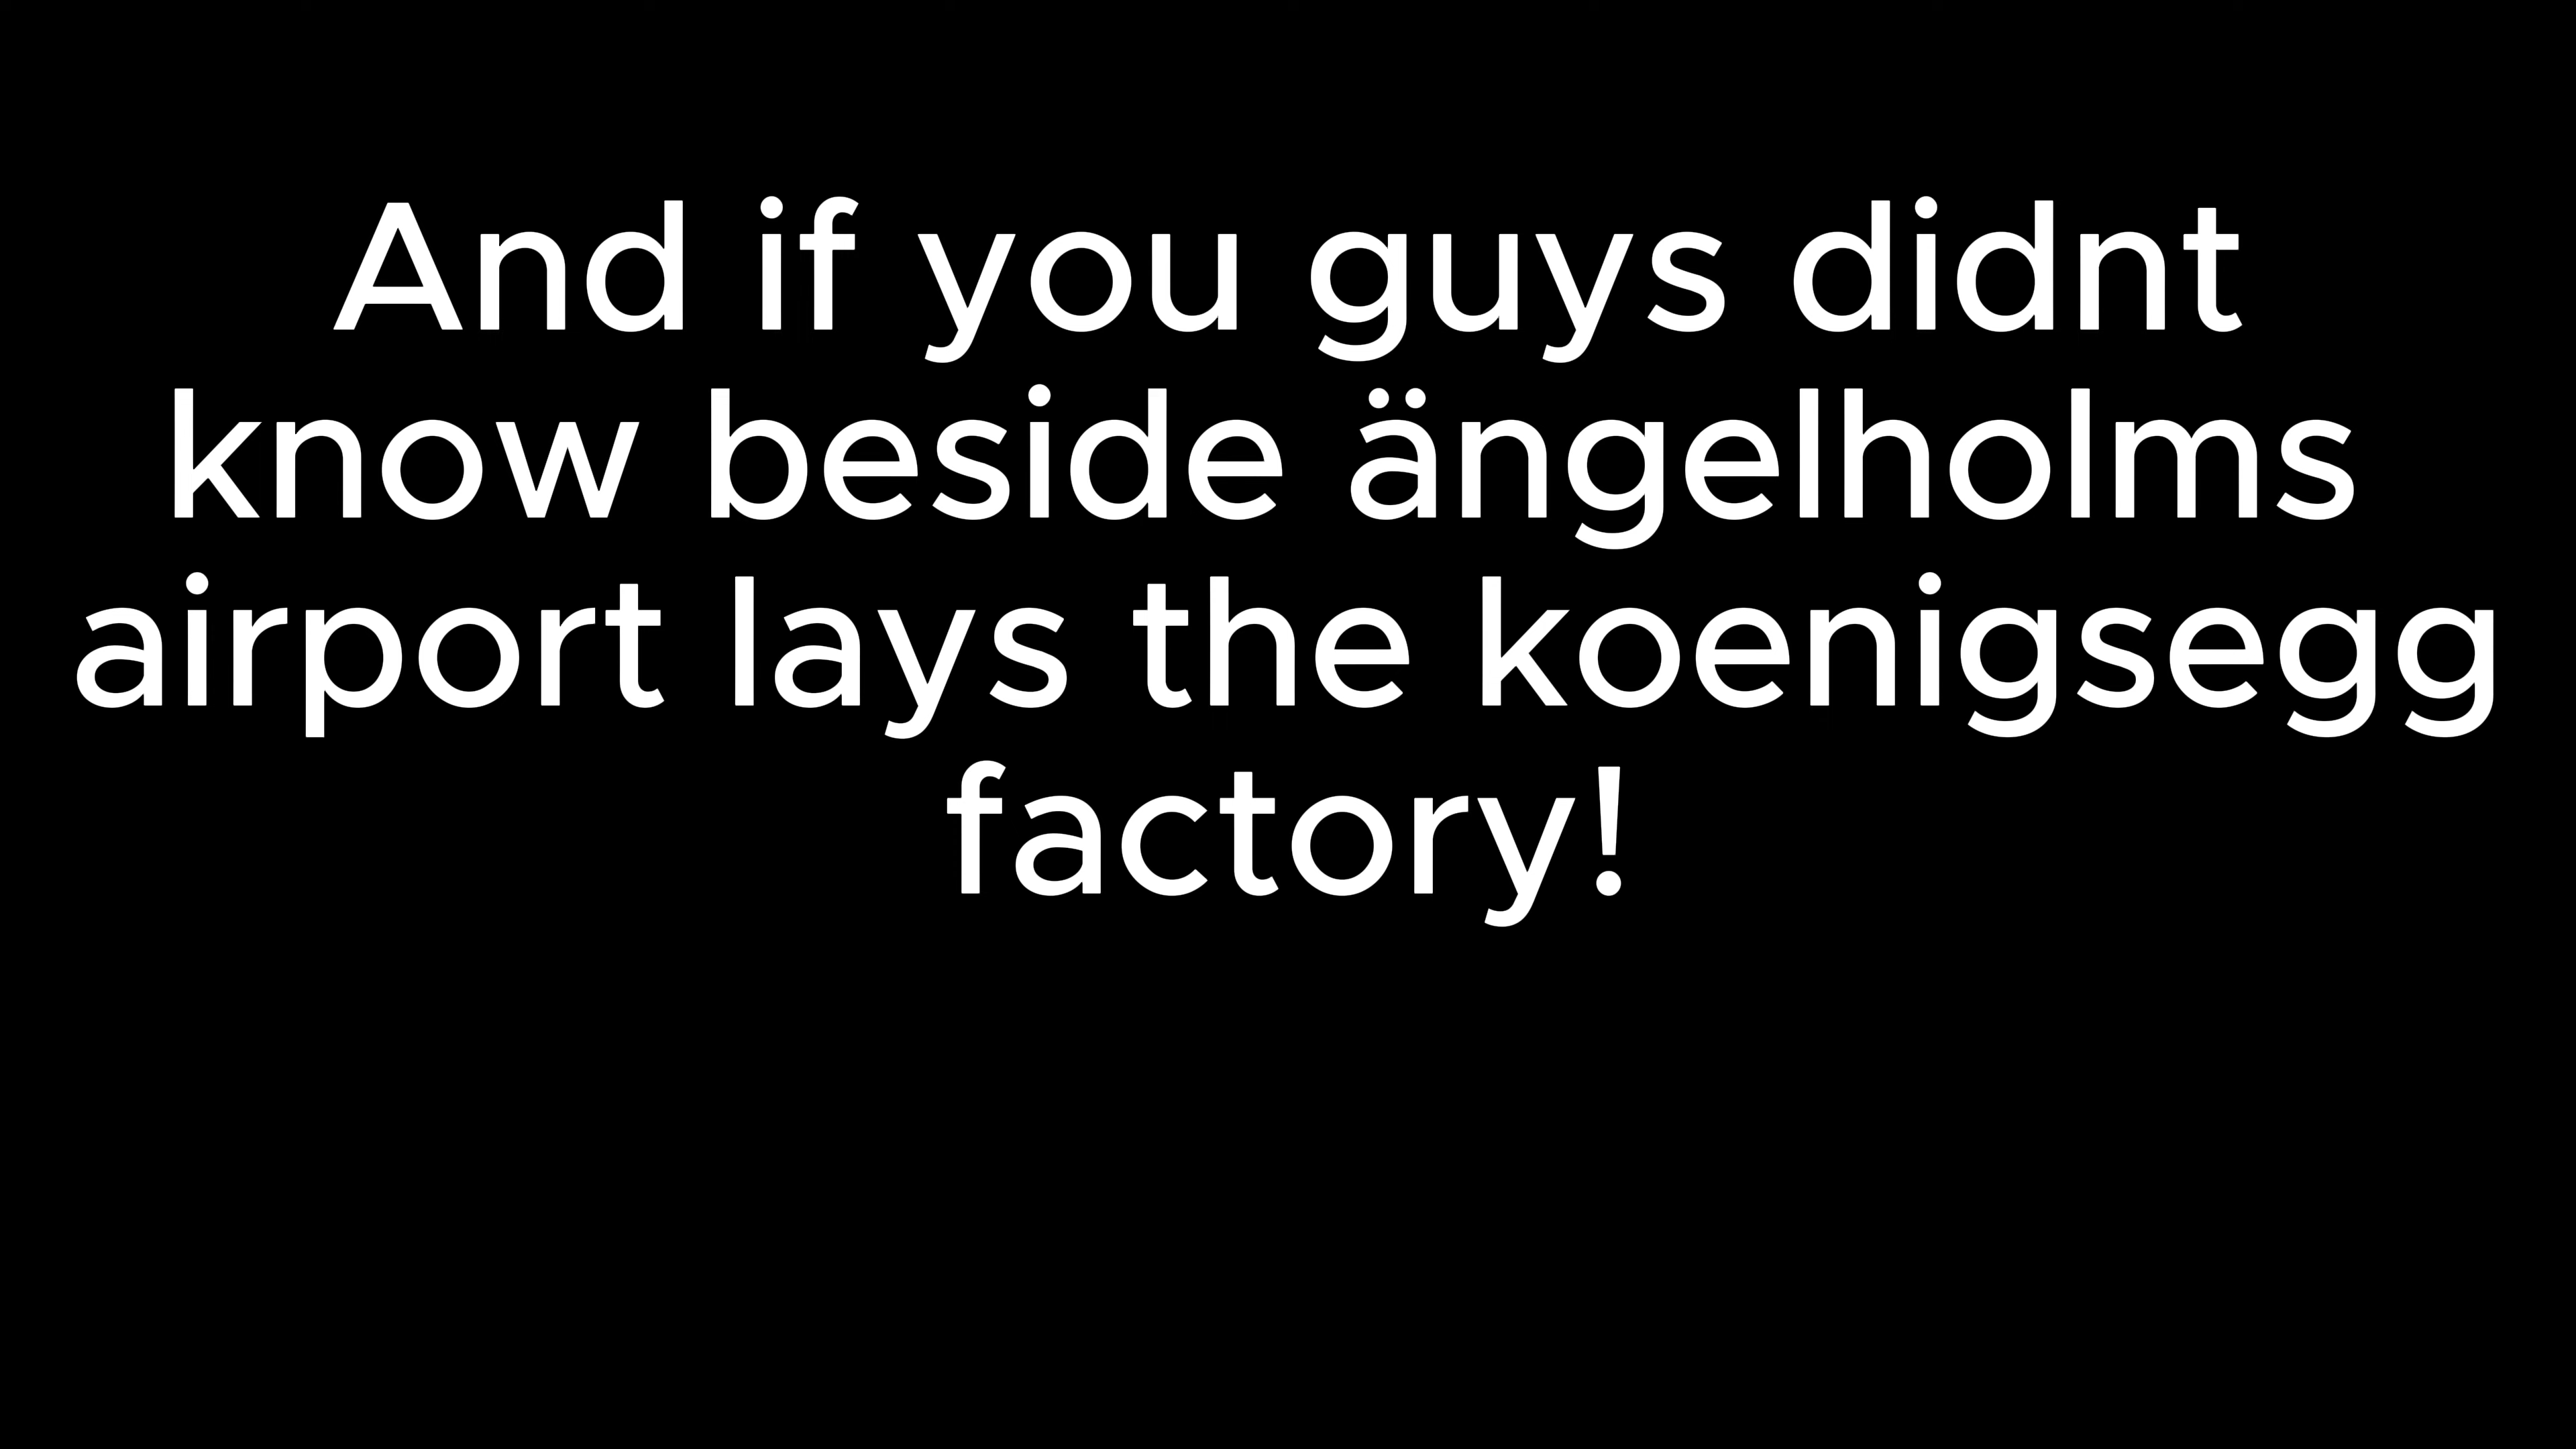 And if you guys didnt
know beside ängelholms
airport lays the koenigsegg
factory!